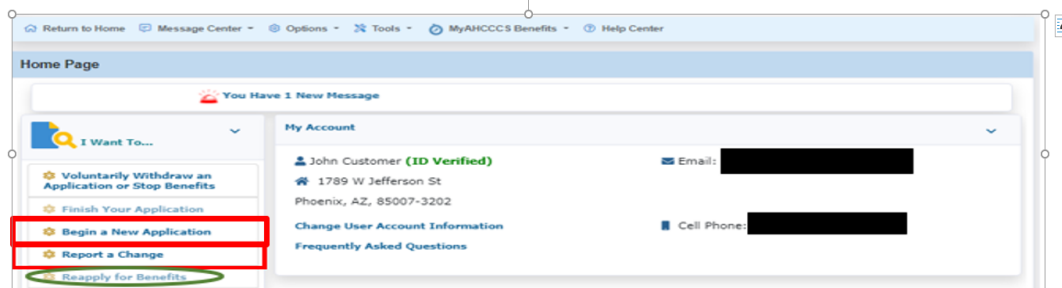 Return to Home Message Center Options Tools MyAHCCCS Benefits Help Center
Home Page
You Have 1 New Message
I Want To...
Voluntarily Withdraw an
Application or Stop Benefits
Finish Your Application
Begin a New Application
Report a Change
Reapply for Benefits
My Account
John Customer (ID Verified)
1789 W Jefferson St
Phoenix, AZ, 85007-3202
Change User Account Information
Frequently Asked Questions
Email:
Cell Phone: